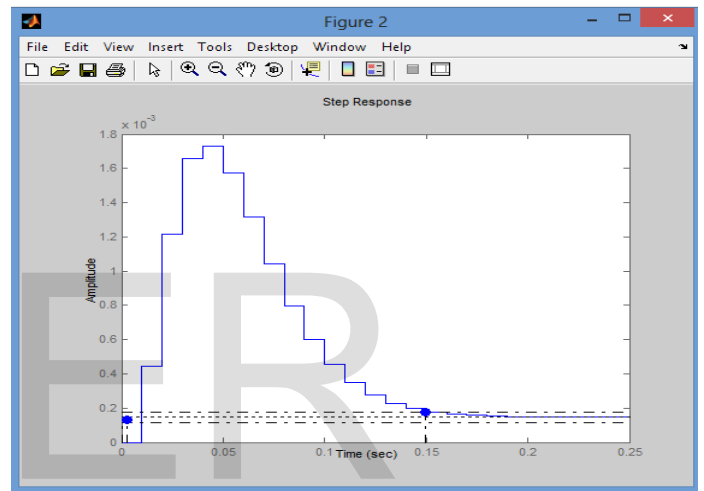 Figure 2
File Edit View Insert Tools Desktop Window Help
Step Response
x 10-3
1.8
1.6
1.4
1.2
1
0.8
0.6
0.4
0.2
0
Amplitude
0 0.05 0.1 0.15 0.2 0.25
Time (sec)
ER